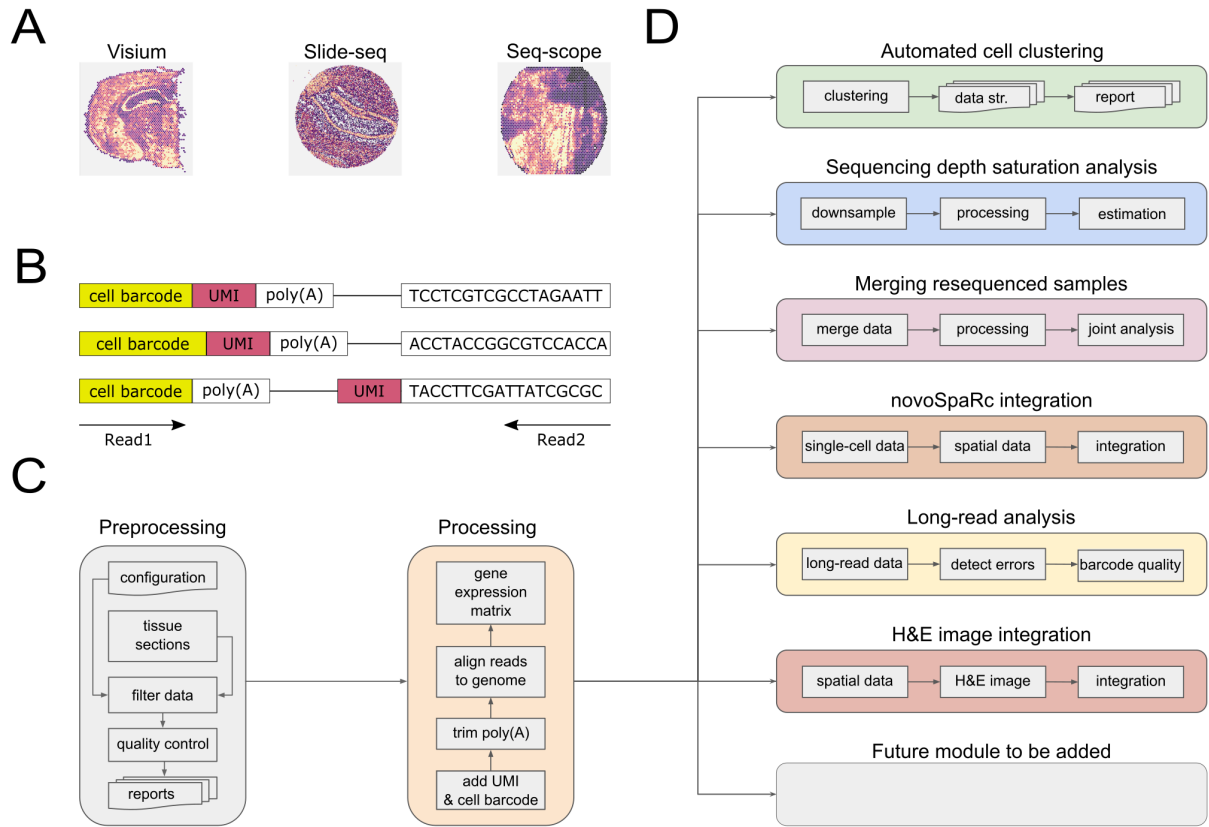 A
Visium
Slide-seq
Seq-scope
B
cell barcode UMI poly(A) TCCTCGTCGCCTAGAATT
cell barcode UMI poly(A) ACCTACCGGCGTCCACCA
cell barcode poly(A) UMI TACCTTCGATTATCGCGC
Read1
Read2
C
Preprocessing
configuration
tissue
sections
filter data
quality control
reports
Processing
gene
expression
matrix
align reads
to genome
trim poly(A)
add UMI
& cell barcode
D
Automated cell clustering
clustering
data str.
report
Sequencing depth saturation analysis
downsample
processing
estimation
Merging resequenced samples
merge data
processing
joint analysis
novoSpaRc integration
single-cell data
spatial data
integration
Long-read analysis
long-read data
detect errors
barcode quality
H&E image integration
spatial data
H&E image
integration
Future module to be added